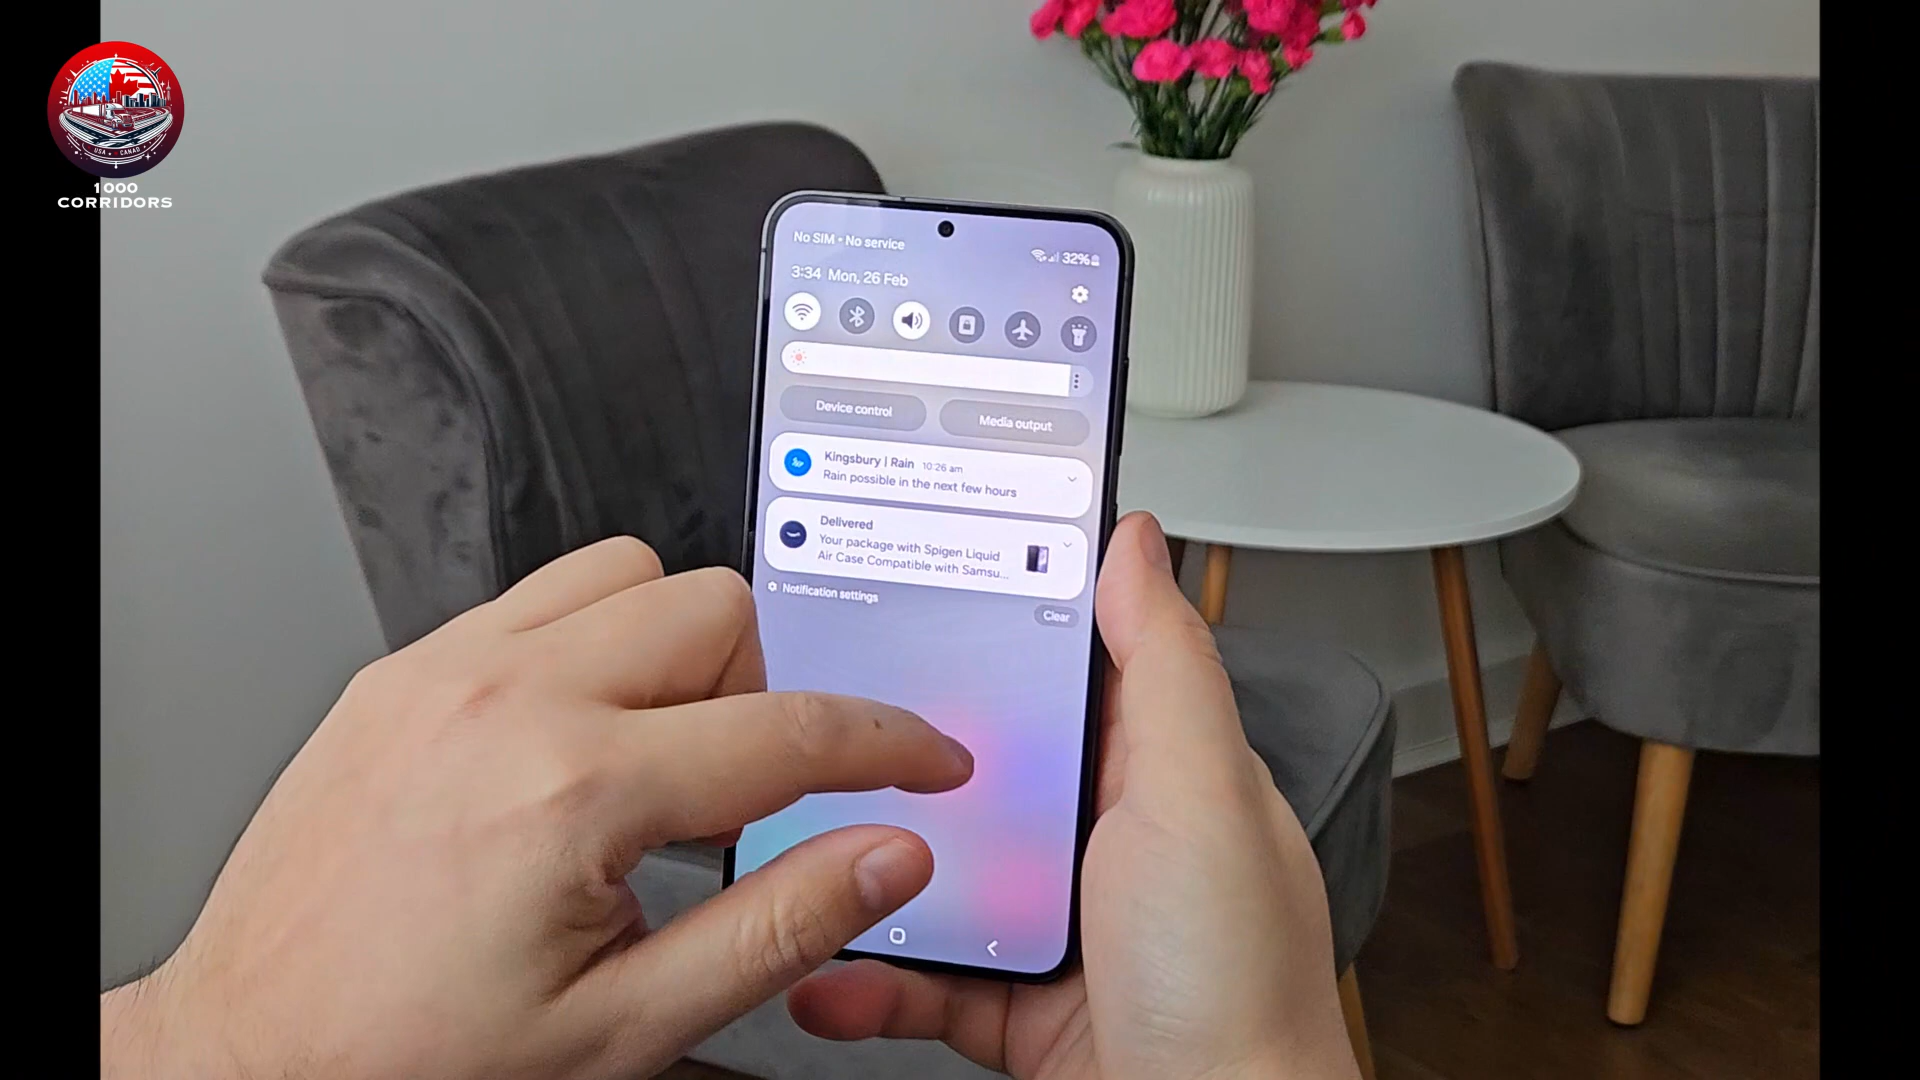 USA
1000
CORRIDORS
No SIM • No service
32%
3:34 Mon, 26 Feb
Device control
Media output
Kingsbury | Rain 10:26 am
Rain possible in the next few hours
Delivered
Your package with Spigen Liquid
Air Case Compatible with Samsu...
Notification settings
Clear